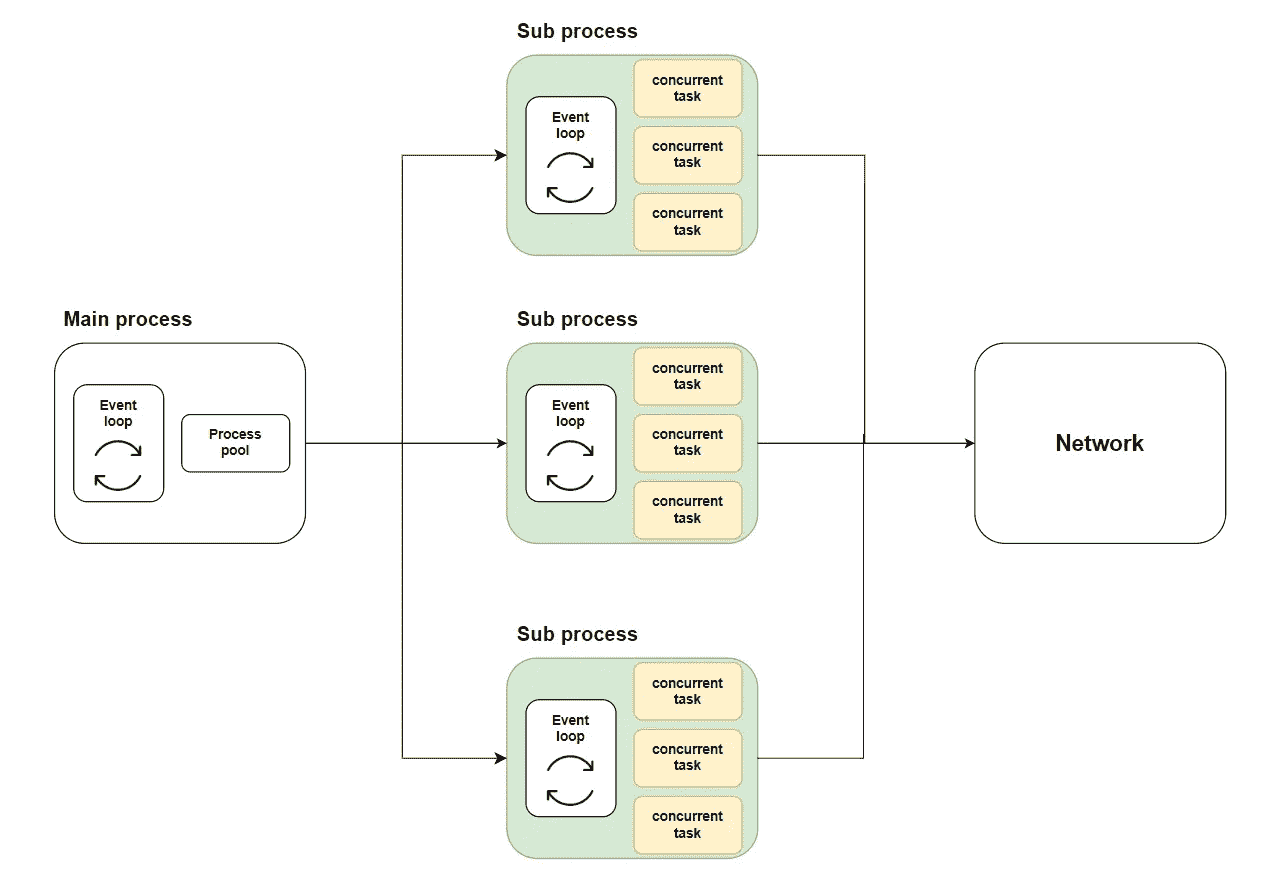 Sub process
concurrent
task
Event
loop
concurrent
task
concurrent
task
Main process
Event
loop
Process
pool
Sub process
concurrent
task
Event
loop
concurrent
task
concurrent
task
Network
Sub process
concurrent
task
Event
loop
concurrent
task
concurrent
task